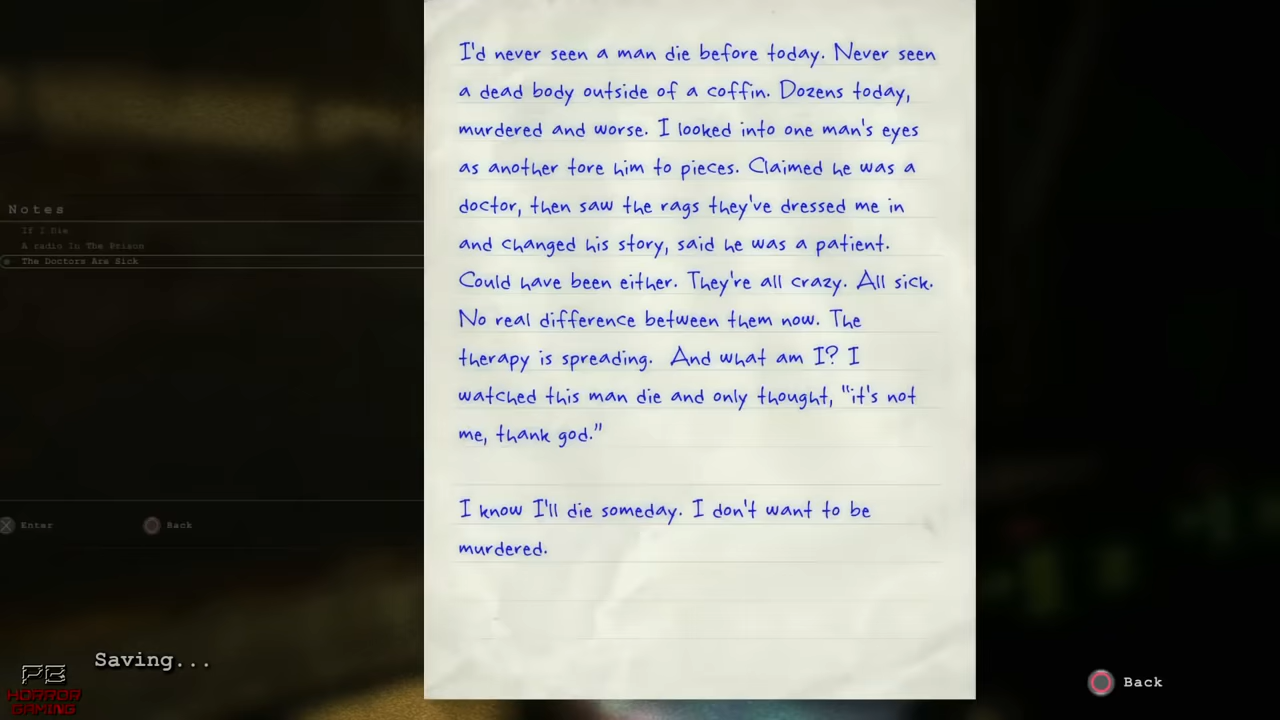 I'd never seen a man die before today. Never seen
a dead body outside of a coffin. Dozens today,
murdered and worse. I looked into one man's eyes
as another tore him to pieces. Claimed he was a
doctor, then saw the rags they've dressed me in
and changed his story, said he was a patient.
Could have been either. They're all crazy. All sick.
No real difference between them now. The
therapy is spreading. And what am I? I
watched this man die and only thought, "it's not
me, thank god."
I know I'll die someday. I don't want to be
murdered.
Notes
If I Die
A radio In The Prison
The Doctors Are Sick
Enter
Back
Saving...
PB
HORROR
GAMING
Back